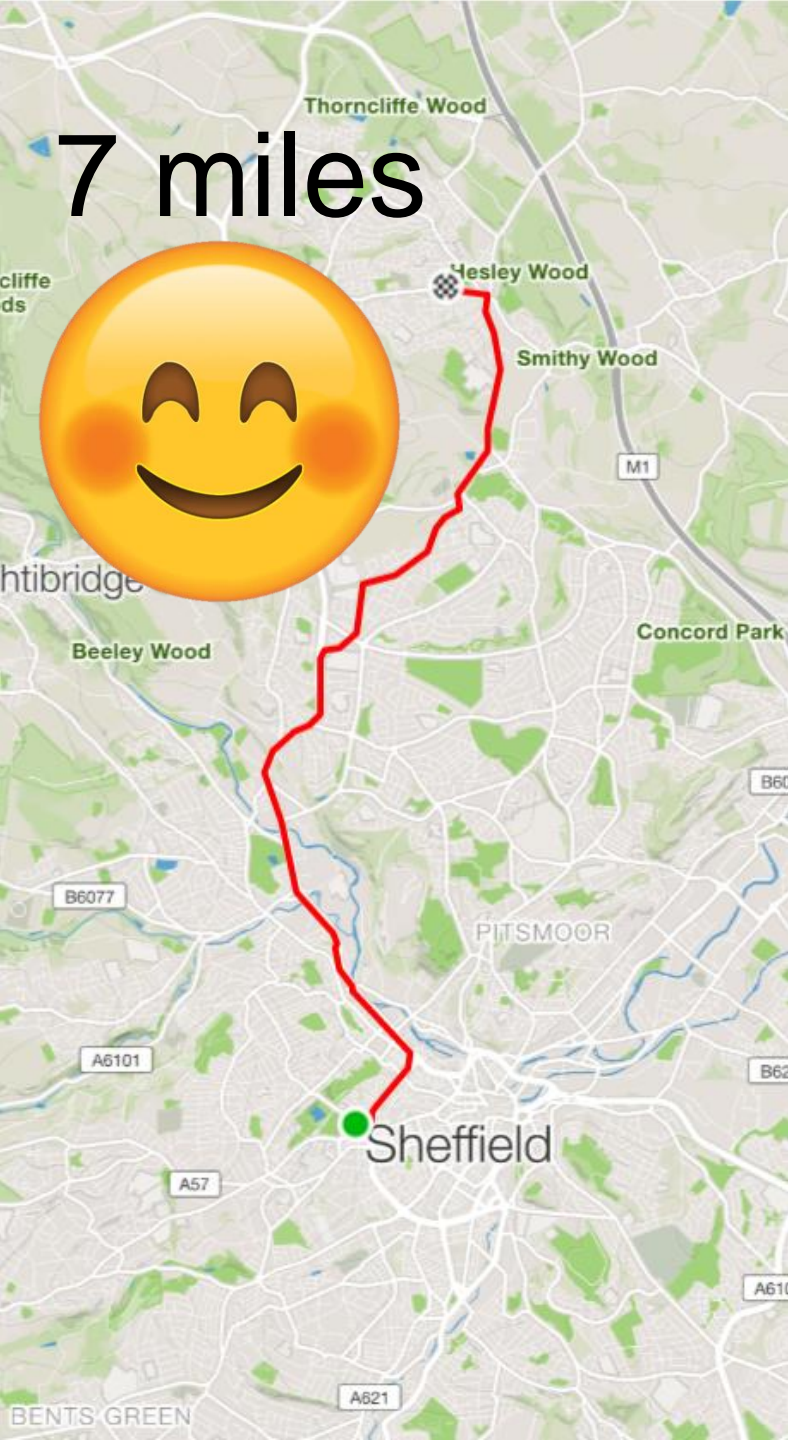 Thorncliffe Wood
7 miles
Hesley Wood
cliffe
ds
Smithy Wood
M1
htibridge
Concord Park
Beeley Wood
B60
B6077
PITSMOOR
A6101
B62
Sheffield
A57
A610
A621
BENTS GREEN